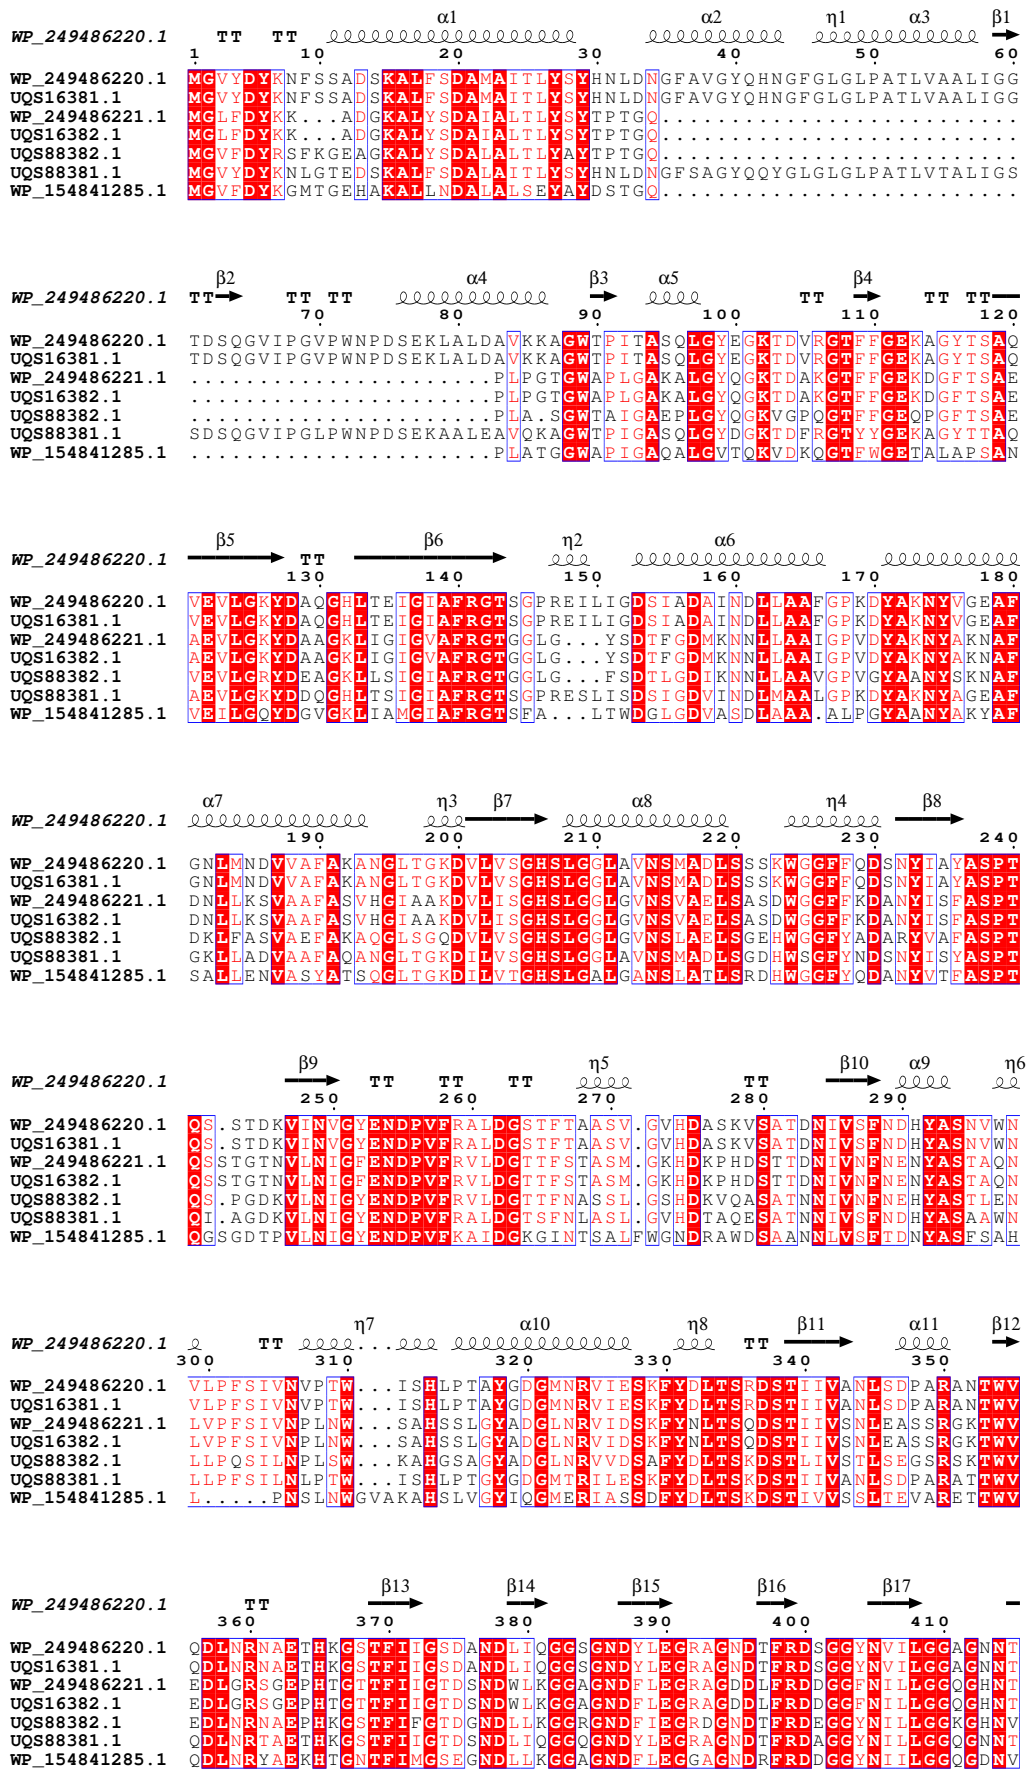 α1 α2 η1 α3 β1
WP_249486220.1 TT TT
1 10 20 30 40 50 60
WP_249486220.1 MGVYDYKNFSSADSKALFSDAMAITLYSYHNLDNGFAVGYQHNGFGLGLPATLVAALIGG
UQS16381.1 MGVYDYKNFSSADSKALFSDAMAITLYSYHNLDNGFAVGYQHNGFGLGLPATLVAALIGG
WP_249486221.1 MGLFDYKK...ADGKALYSDAIALTLYSYTPTGQ..........................
UQS16382.1 MGLFDYKK...ADGKALYSDAIALTLYSYTPTGQ..........................
UQS88382.1 MGVFDYRSFKGEAGKALYSDALALTLYAYTPTGQ..........................
UQS88381.1 MGVYDYKNLGTEDSKALFSDALAITLYSYHNLDNGFSAGYQQYGLGLGLPATLVTALIGS
WP_154841285.1 MGVFDYKGMTGEHAKALLNDALALSEYAYDSTGQ..........................
β2 α4 β3 α5 β4
WP_249486220.1 TT TT TT TT TT TT
70 80 90 100 110 120
WP_249486220.1 TDSQGVIPGVPWNPDSEKLALDAVKKAGWTPITASQLGYEGKTDVRGTFFGEKAGYTSAQ
UQS16381.1 TDSQGVIPGVPWNPDSEKLALDAVKKAGWTPITASQLGYEGKTDVRGTFFGEKAGYTSAQ
WP_249486221.1 ......................PLPGTGWAPLGAKALGYQGKTDAKGTFFGEKDGFTSAE
UQS16382.1 ......................PLPGTGWAPLGAKALGYQGKTDAKGTFFGEKDGFTSAE
UQS88382.1 ......................PLA.SGWTAIGAEPLGYQGKVGPQGTFFGEQPGFTSAE
UQS88381.1 SDSQGVIPGLPWNPDSEKAALEAVQKAGWTPIGASQLGYDGKTDFRGTYYGEKAGYTTAQ
WP_154841285.1 ......................PLATGWAPIGAQALGVTQKVDKQGTFWGETALAPSAN
β5 β6 η2 α6
WP_249486220.1 TT
130 140 150 160 170 180
WP_249486220.1 VEVLGKYDAQGHLTEIGIAFRGTSGPREILIGDSIADAINDLLAAFGPKDYAKNYVGEAF
UQS16381.1 VEVLGKYDAQGHLTEIGIAFRGTSGPREILIGDSIADAINDLLAAFGPKDYAKNYVGEAF
WP_249486221.1 AEVLGKYDAAGKLIGIGVAFRGTGGLG...YSDTFGDMKNNLLAAIGPVDYAKNYAKNAF
UQS16382.1 AEVLGKYDAAGKLIGIGVAFRGTGGLG...YSDTFGDMKNNLLAAIGPVDYAKNYAKNAF
UQS88382.1 VEVLGRYDEAGKLLSIGIAFRGTGGLG...FSDTLGDIKNNLLAAVGPVGYAANYSKNAF
UQS88381.1 AEVLGKYDDQGHLTSIGIAFRGTSGPRESLISDSIGDVINDLMAALGPKDYAKNYAGEAF
WP_154841285.1 VEILGQYDGVGKLIAMGIAFRGTSFA...LTWDGLGDVASDLAAA.ALPGYAANYAKYAF
α7 η3 β7 α8 η4 β8
WP_249486220.1
190 200 210 220 230 240
WP_249486220.1 GNLMNDVVAFAKANGLTGKDVLVSGHSLGGLAVNSMADLSSSKWGGFFQDSNYIAYASPT
UQS16381.1 GNLMNDVVAFAKANGLTGKDVLVSGHSLGGLAVNSMADLSSSKWGGFFQDSNYIAYASPT
WP_249486221.1 DNLLKSVAAFASVHGIAAKDVLISGHSLGGLGVNSVAELSASDWGGFFKDANYISFASPT
UQS16382.1 DNLLKSVAAFASVHGIAAKDVLISGHSLGGLGVNSVAELSASDWGGFFKDANYISFASPT
UQS88382.1 DKLFASVAEFAKAQGLSGQDVLVSGHSLGGLGVNSLAELSGEHWGGFYADARYVAFASPT
UQS88381.1 GKLLADVAAFAQANGLTGKDVLVSGHSLGGLAVNSMADLSGDHWSGFYNDSNYISYASPT
WP_154841285.1 SALLENVASYATSQGLTGKDILVTGHSLGALGANSLATLSRDHWGGFYQDANYVTFASPT
β9 η5 β10 α9 η6
WP_249486220.1 TT TT TT TT
250 260 270 280 290
WP_249486220.1 QS.STDKVINVGYENDPVFRALDGSTFTAASV.GVHDASKVSATDNIVSFNDHYASNVWN
UQS16381.1 QS.STDKVINVGYENDPVFRALDGSTFTAASV.GVHDASKVSATDNIVSFNDHYASNVWN
WP_249486221.1 QSSTGTNVLNIGFENDPVFRVLDGTTFSTASM.GKHDKPHDSTTDNIVNFNENYASTAQN
UQS16382.1 QSSTGTNVLNIGFENDPVFRVLDGTTFSTASM.GKHDKPHDSTTDNIVNFNENYASTAQN
UQS88382.1 QS.PGDKVLNIGYENDPVFRALDGTTFNASSL.GSHDKVQASATNNIVNFNEHYASTLEN
UQS88381.1 QI.AGDKVLNIGYENDPVFRALDGTSFNLASL.GVHDTAQESATNNIVSFNDHYASAAWN
WP_154841285.1 QGSGDTPVLNIGYENDPVFKAIDGKGINTSALFWGNDRAWDSAANNLVSFTDNYASFSAH
η7 α10 η8 β11 α11 β12
WP_249486220.1 TT ... TT
300 310 320 330 340 350
WP_249486220.1 VLPFSIVNVPTW...ISHLPTAYGDGMNRVIESKFYDLTSRDSTIIVANLSDPARANTWV
UQS16381.1 VLPFSIVNVPTW...ISHLPTAYGDGMNRVIESKFYDLTSRDSTIIVANLSDPARANTWV
WP_249486221.1 LVPFSIVNPLNW...SAHSSLGYADGLNRVIDSKFYNLTSQDSTIIVSNLEASSRGKTWV
UQS16382.1 LVPFSIVNPLNW...SAHSSLGYADGLNRVIDSKFYNLTSQDSTIIVSNLEASSRGKTWV
UQS88382.1 LLPQSILNPLSW...KAHGSAGYADGLNRVVDSAFYDLTSKDSTLIVSTLSEGSRSKTWV
UQS88381.1 LLPFSILNLPTW...ISHLPTGYGDGMTRILESKFYDLTSKDSTIIVANLSDPARATTWV
WP_154841285.1 L.....PNSLNWGVAKAHSLVGYIQGMERIASSDFYDLTSKDSTIVVSSLTEVARETTWV
β13 β14 β15 β16 β17
WP_249486220.1 TT
360 370 380 390 400 410
WP_249486220.1 QDLNRNAETHKGSTFIIGSDANDLIQGGSGNDYLEGRAGNDTFRDSGGYNVILGGAGNNT
UQS16381.1 QDLNRNAETHKGSTFIIGSDANDLIQGGSGNDYLEGRAGNDTFRDSGGYNVILGGAGNNT
WP_249486221.1 EDLGRSGEPHTGTTFIIGTDSNDWLKGGAGNDFLEGRAGDDLFRDDGGFNILLGGQGHNT
UQS16382.1 EDLGRSGEPHTGTTFIIGTDSNDWLKGGAGNDFLEGRAGDDLFRDDGGFNILLGGQGHNT
UQS88382.1 EDLNRNAEPHKGSTFIFGTDGNDLLKGGRGNDFIEGRDGNDTFRDEGGYNILLGGKGHNV
UQS88381.1 QDLNRTAETHKGSTFIIGSDANDLIQGGGNDYLEGRAGNDTFRDAGGYNILLGGQGNNT
WP_154841285.1 QDLNRYAEKHTGNTFIMGSEGNDLLKGGAGNDFLEGGAGNDRFRDDGGYNIILGGQGDNV